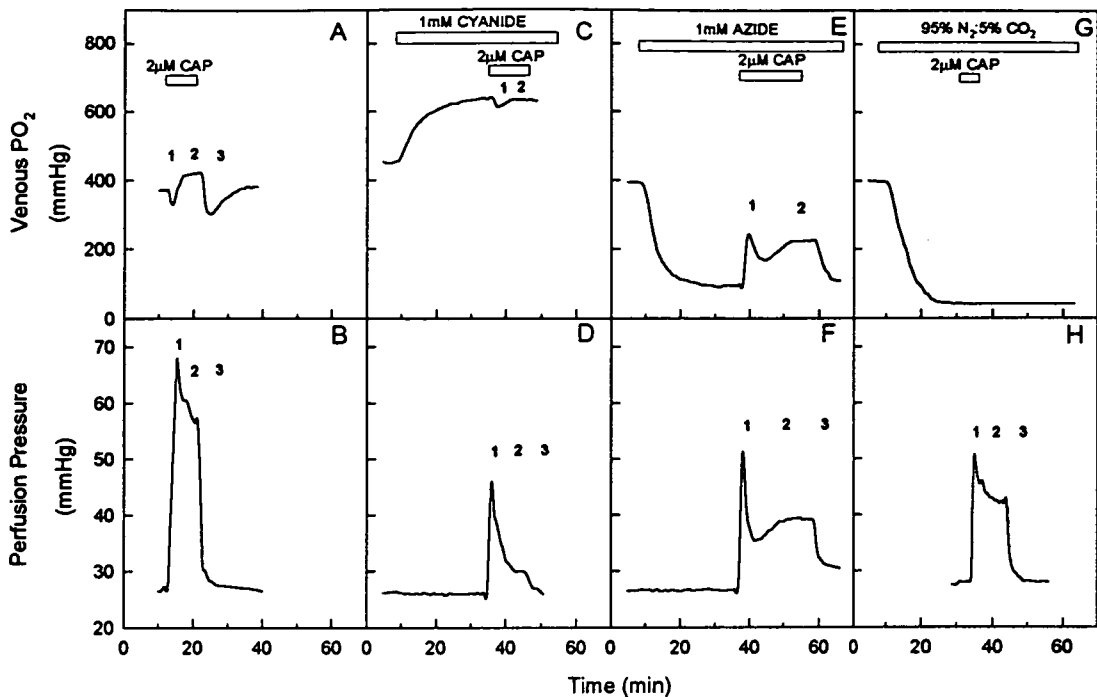 A
C
1mM CYANIDE
E
1mM AZIDE
G
95% N2:5% CO2
2µM CAP
2µM CAP
2µM CAP
2µM CAP
800
600
400
200
0
Venous PO2
(mmHg)
1 2 3
1 2
1 2
B
D
F
H
70
60
50
40
30
20
Perfusion Pressure
(mmHg)
1 2 3
1 2 3
1 2 3
1 2 3
0 20 40 60 0 20 40 60 0 20 40 60 0 20 40 60
Time (min)